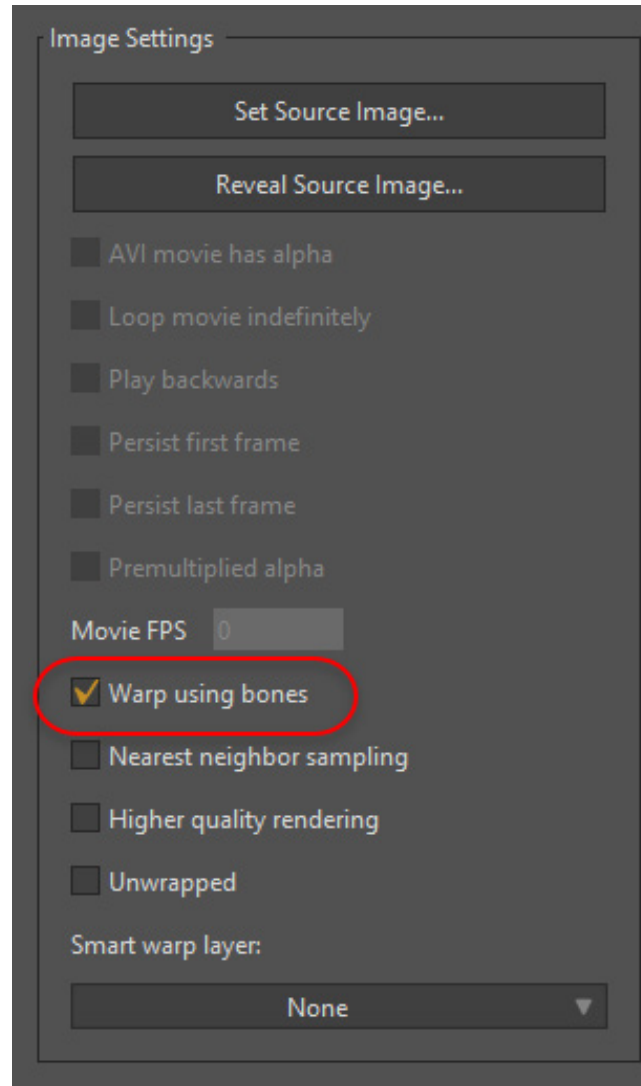 Image Settings
Set Source Image...
Reveal Source Image...
AVI movie has alpha
Loop movie indefinitely
Play backwards
Persist first frame
Persist last frame
Premultiplied alpha
Movie FPS 0
Warp using bones
Nearest neighbor sampling
Higher quality rendering
Unwrapped
Smart warp layer:
None